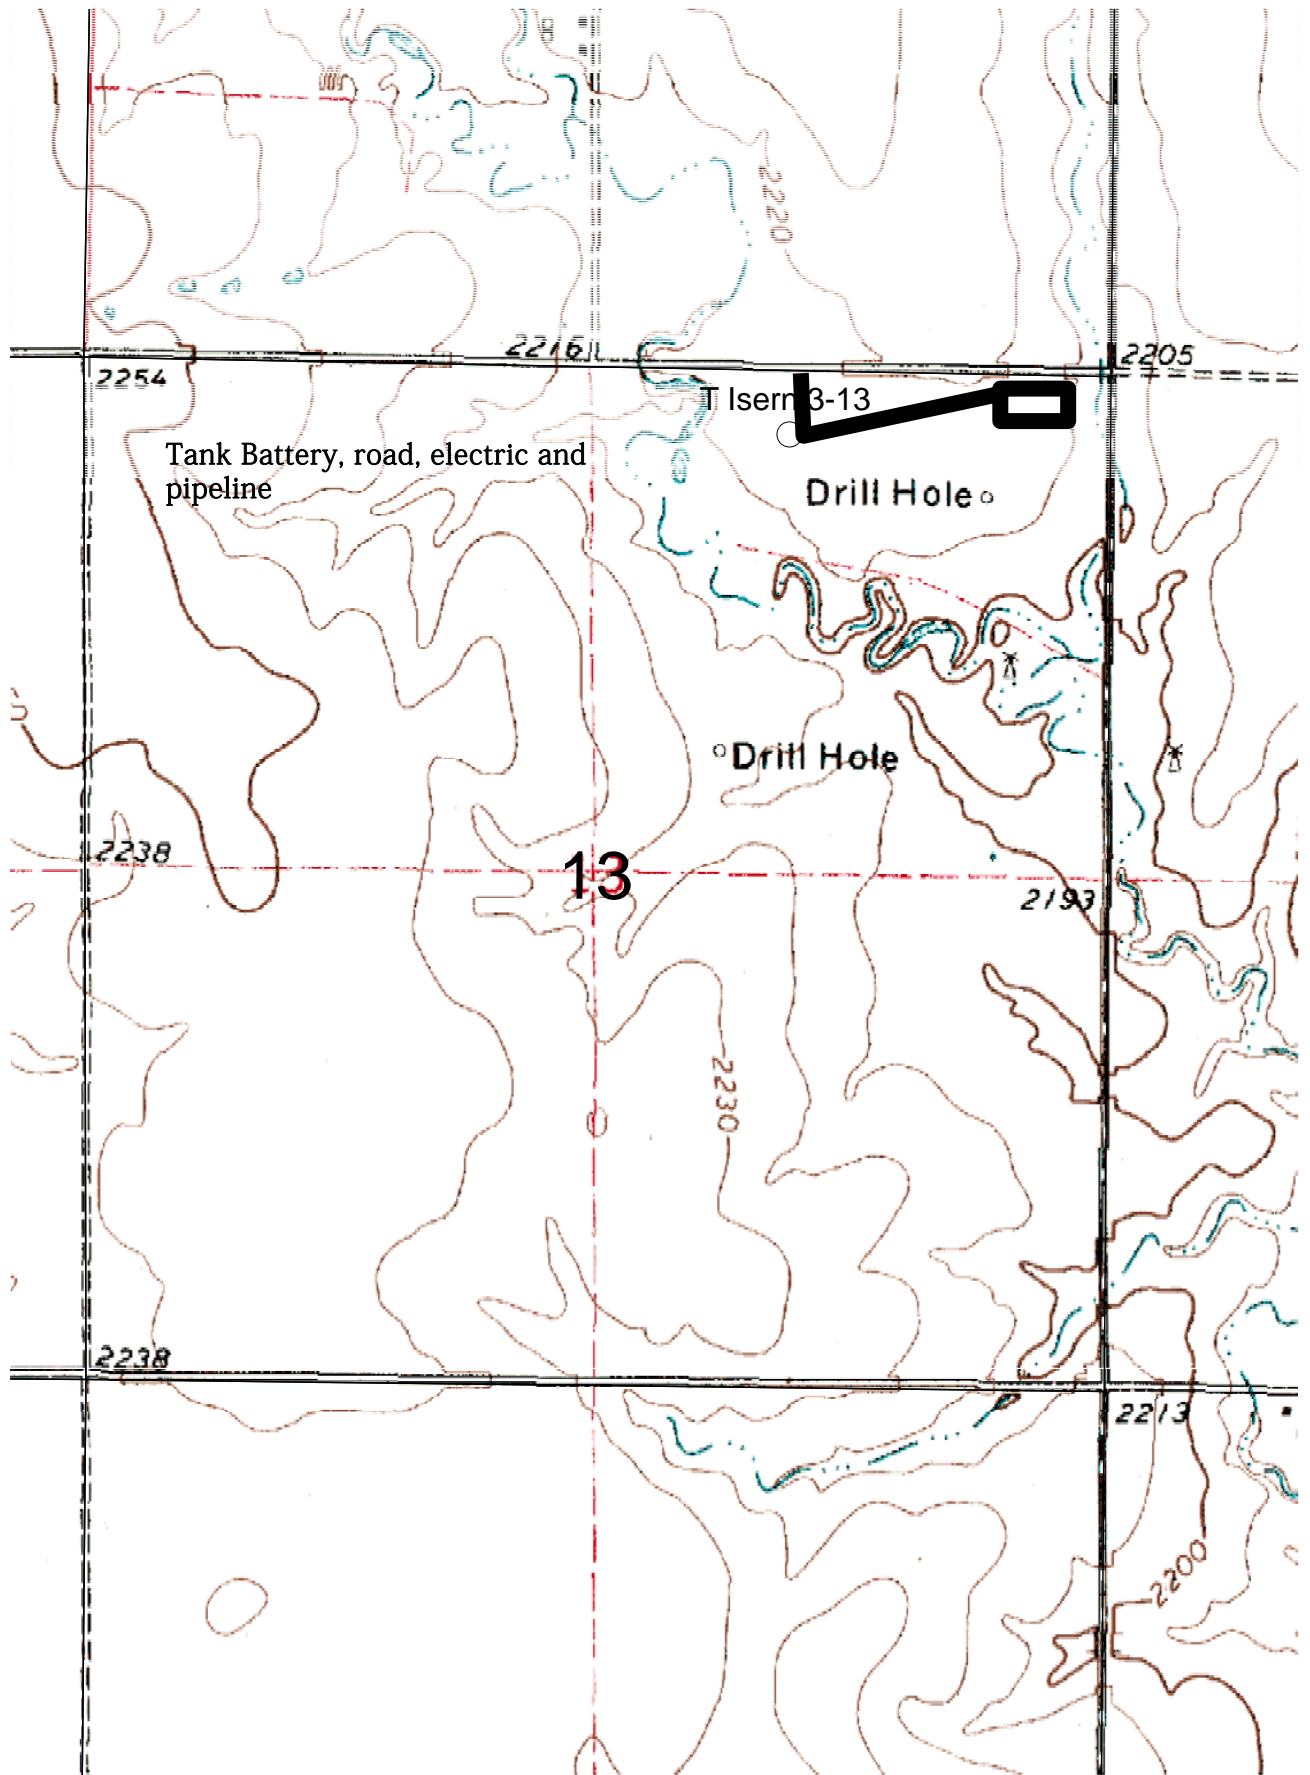 2220
2216
2205
2254
T Isern 3-13
Tank Battery, road, electric and
pipeline
Drill Hole
Drill Hole
2238
13
2193
2230
2238
2213
2200